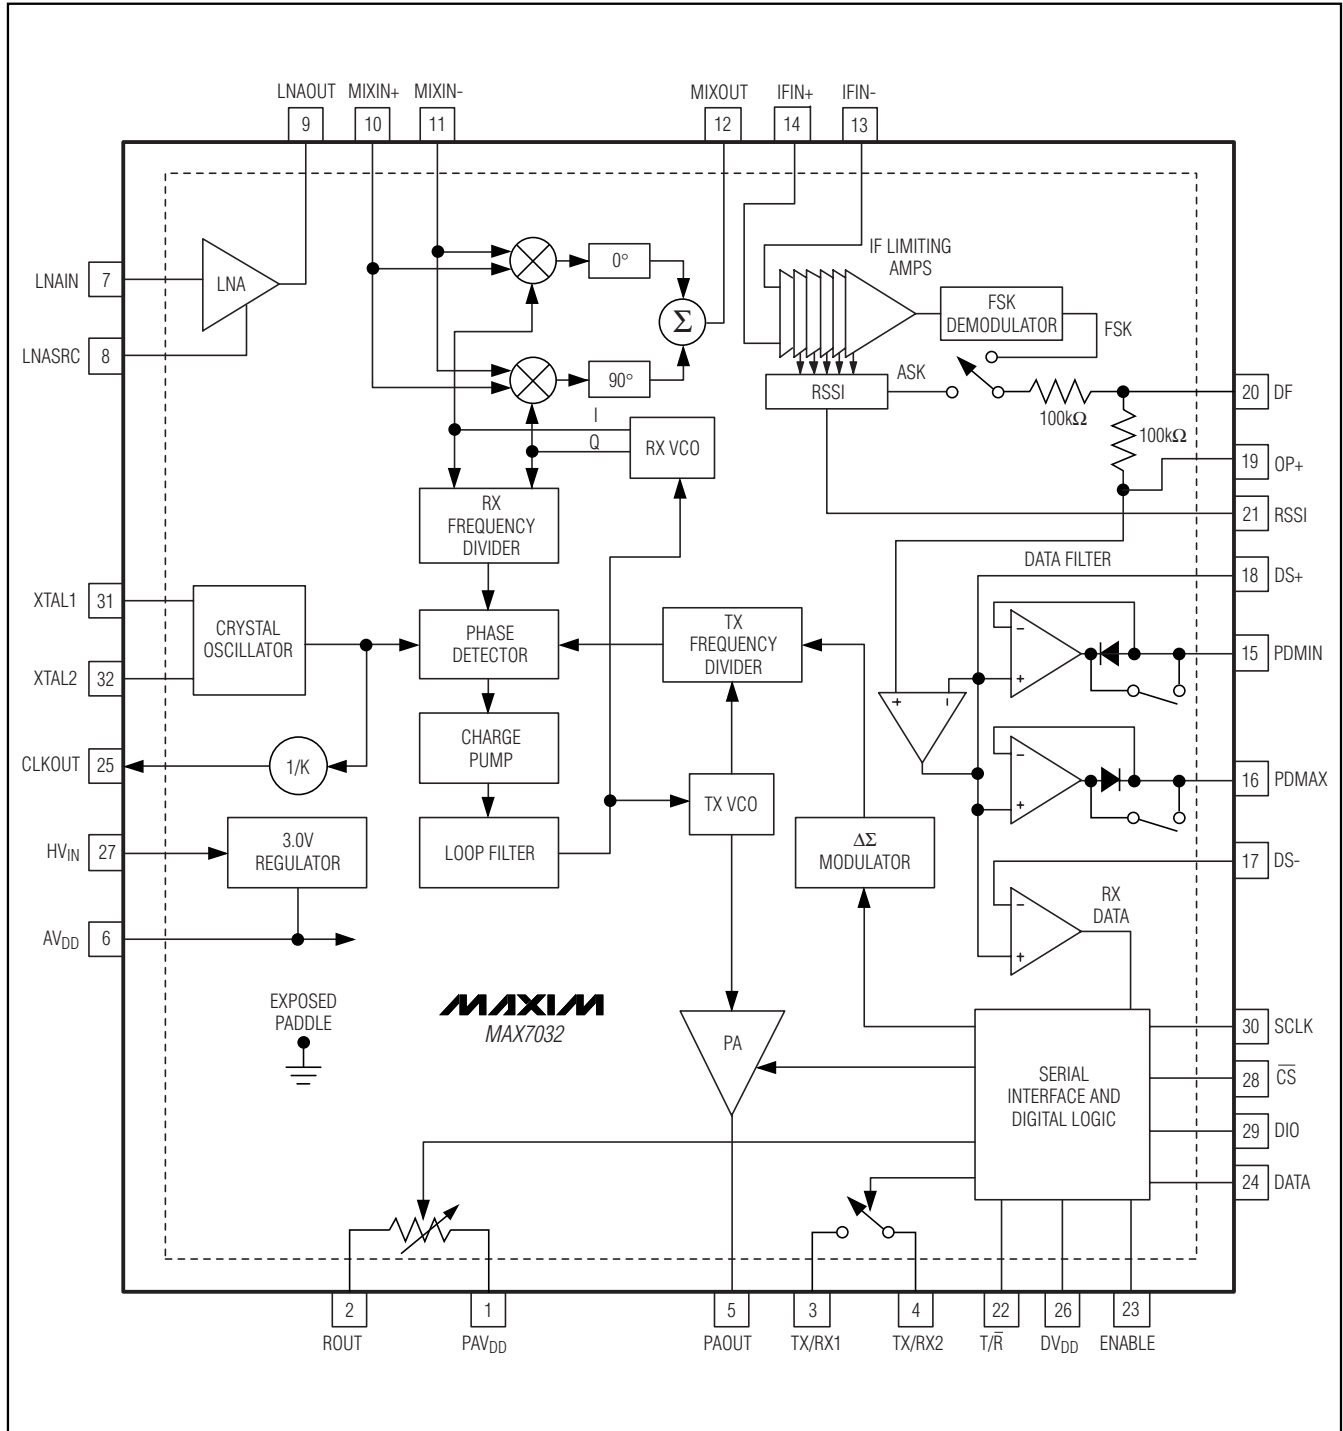 LNAOUT MIXIN+ MIXIN- MIXOUT IFIN+ IFIN-
9 10 11 12 14 13
LNAIN 7
LNA
LNASRC 8
0°
Σ
90°
I
Q
RX VCO
IF LIMITING
AMPS
FSK
DEMODULATOR
FSK
ASK
RSSI
100kΩ
100kΩ
20 DF
19 OP+
21 RSSI
RX
FREQUENCY
DIVIDER
DATA FILTER
18 DS+
XTAL1 31
XTAL2 32
CRYSTAL
OSCILLATOR
PHASE
DETECTOR
TX
FREQUENCY
DIVIDER
+ -
- +
15 PDMIN
CLKOUT 25
1/K
CHARGE
PUMP
TX VCO
- +
16 PDMAX
HVIN 27
3.0V
REGULATOR
LOOP FILTER
ΔΣ
MODULATOR
17 DS-
RX
DATA
- +
AVDD 6
EXPOSED
PADDLE
MAXIM
MAX7032
PA
SERIAL
INTERFACE AND
DIGITAL LOGIC
30 SCLK
28 C̅S̅
29 DIO
24 DATA
2 1 5 3 4 22 26 23
ROUT PAVDD PAOUT TX/RX1 TX/RX2 T/R̅ DVDD ENABLE